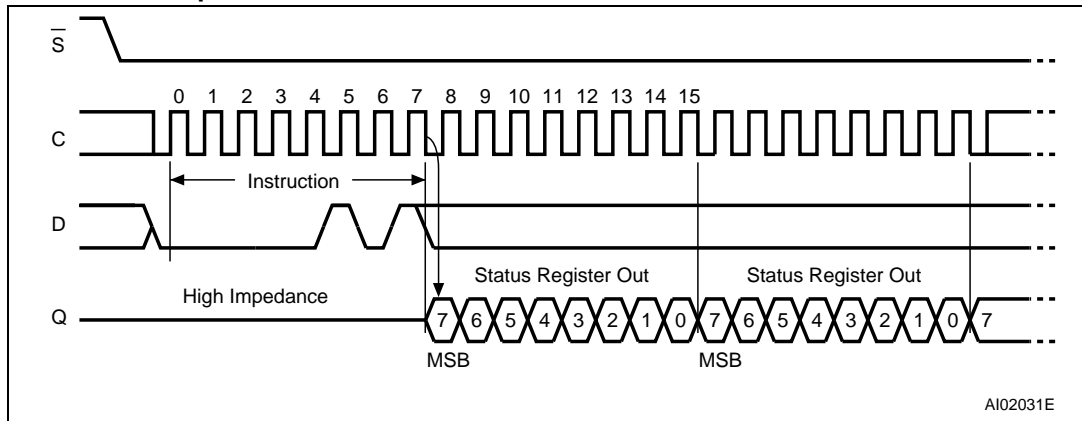 S
0 1 2 3 4 5 6 7 8 9 10 11 12 13 14 15
C
Instruction
D
Status Register Out Status Register Out
High Impedance
Q 7 6 5 4 3 2 1 0 7 6 5 4 3 2 1 0 7
MSB MSB
AI02031E